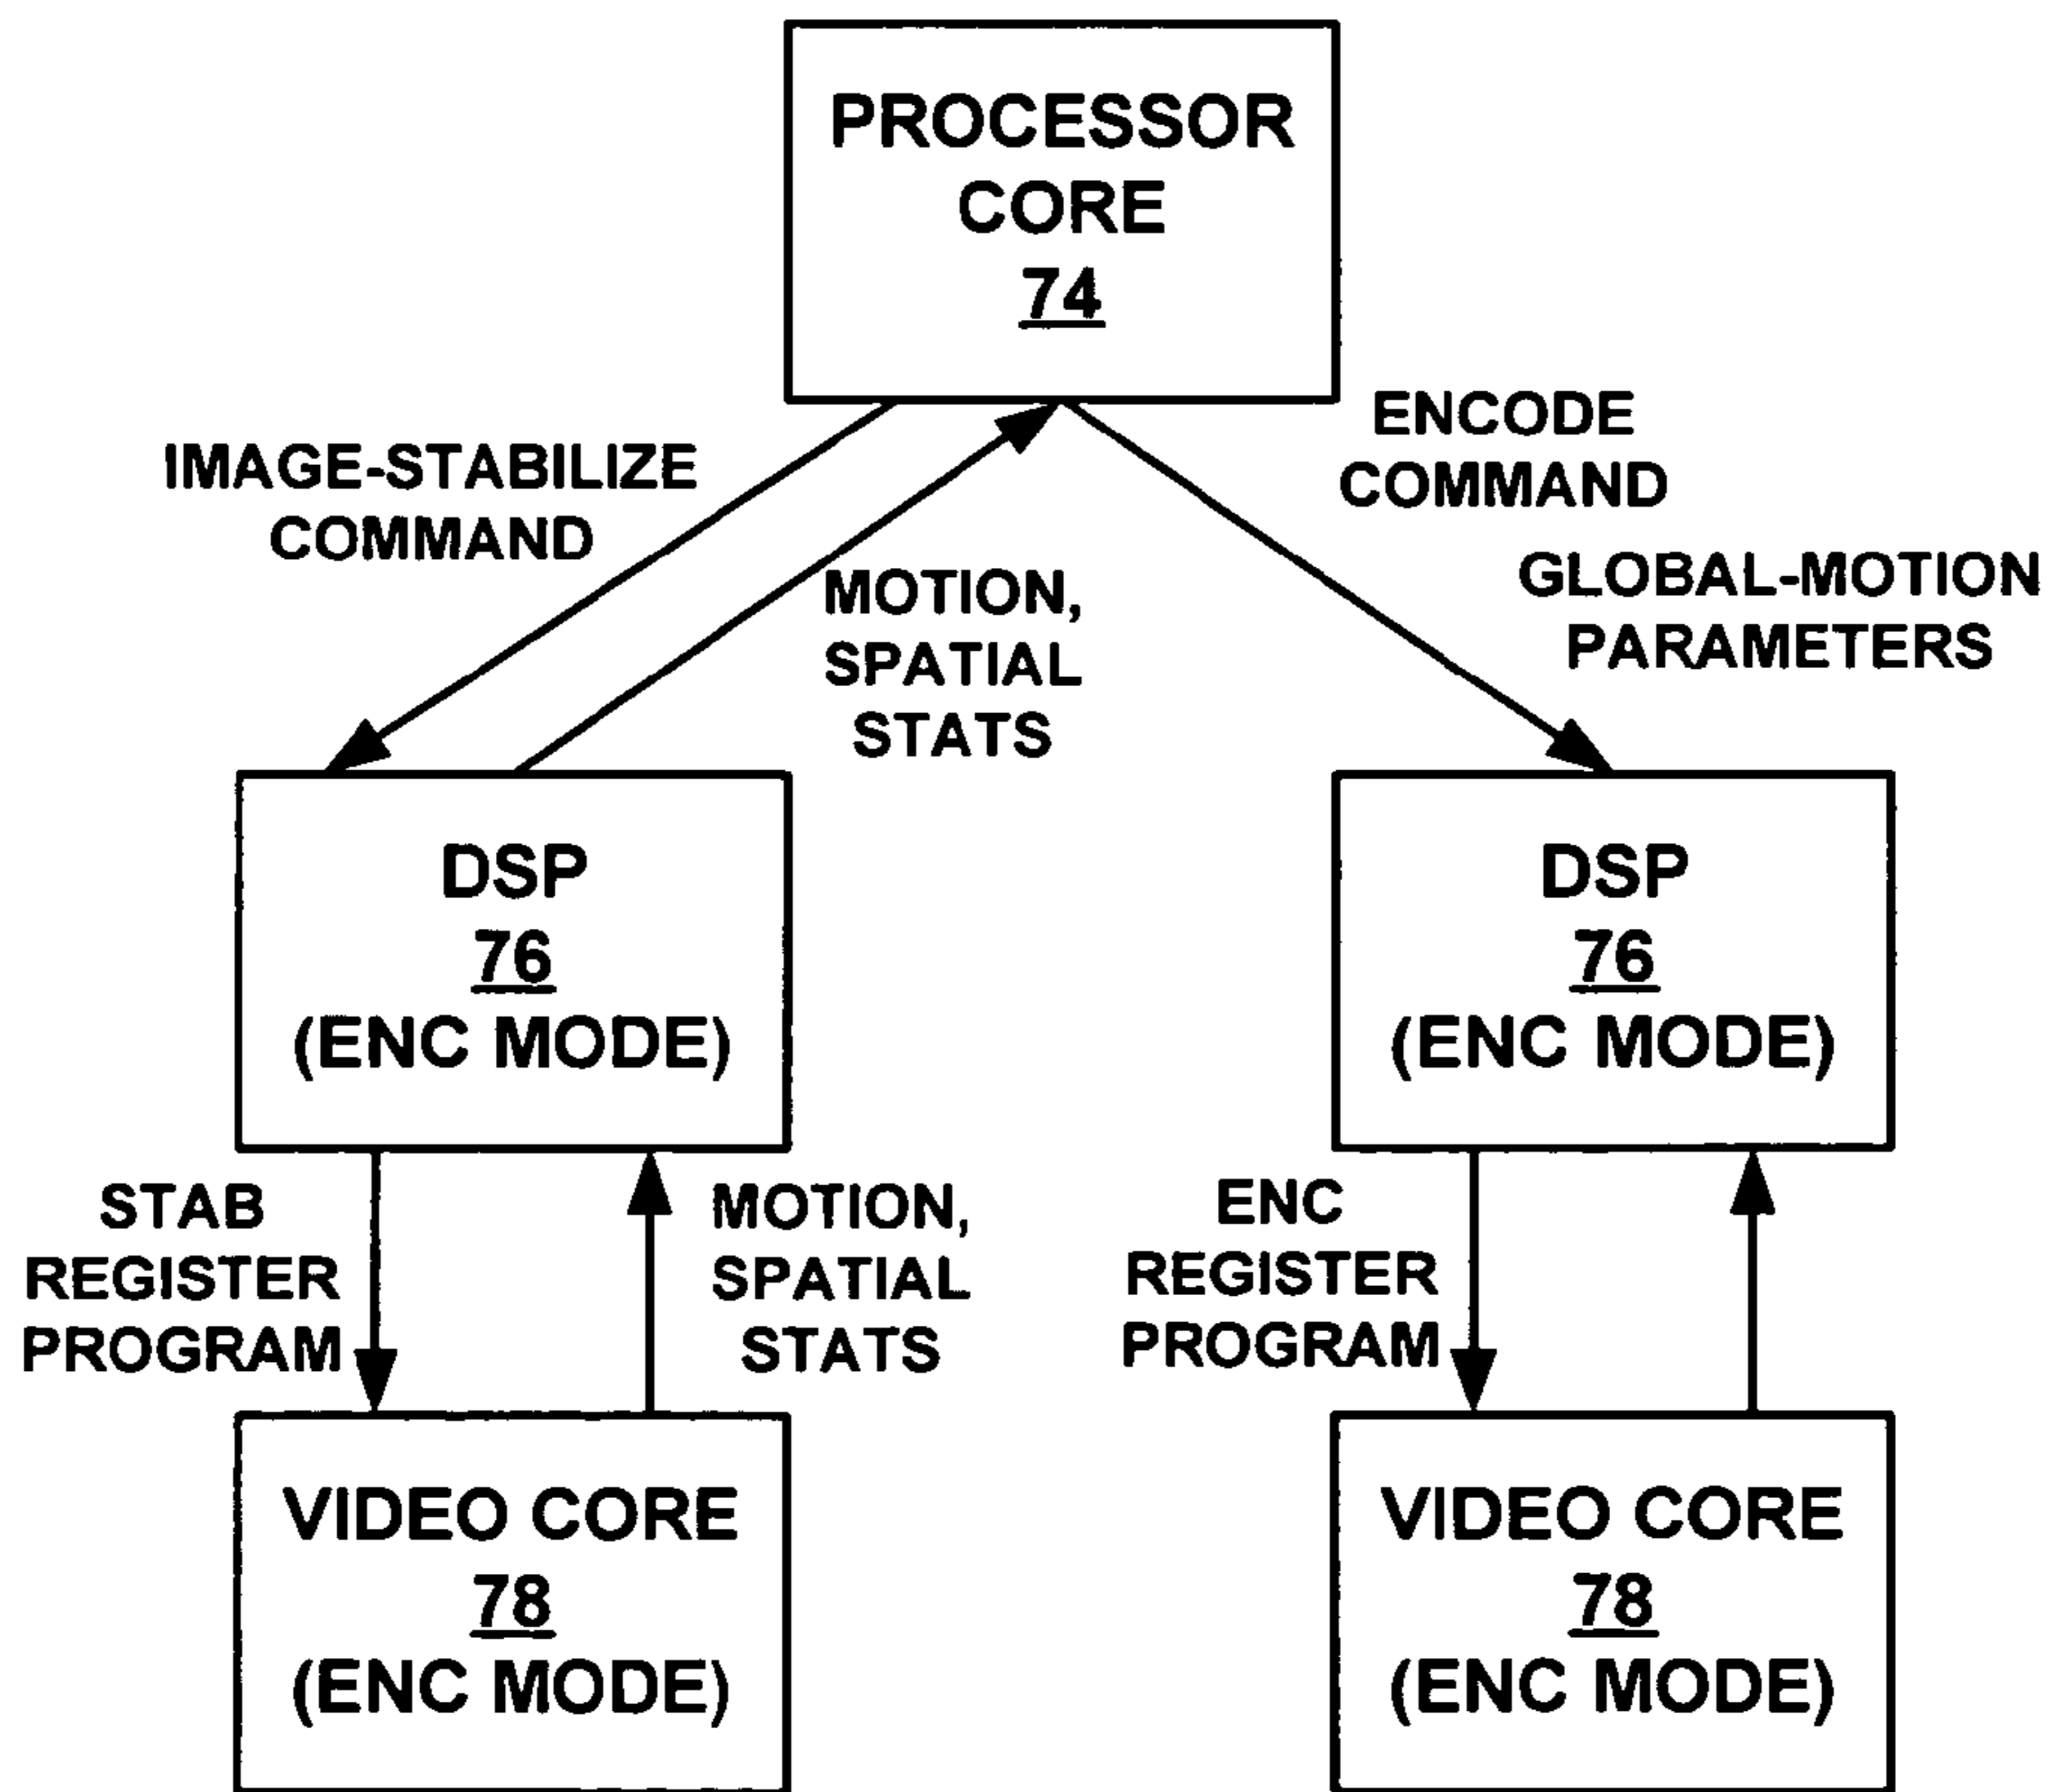 PROCESSOR
CORE
74
IMAGE-STABILIZE
COMMAND
MOTION,
SPATIAL
STATS
ENCODE
COMMAND
GLOBAL-MOTION
PARAMETERS
DSP
76
(ENC MODE)
DSP
76
(ENC MODE)
STAB
REGISTER
PROGRAM
MOTION,
SPATIAL
STATS
ENC
REGISTER
PROGRAM
VIDEO CORE
78
(ENC MODE)
VIDEO CORE
78
(ENC MODE)